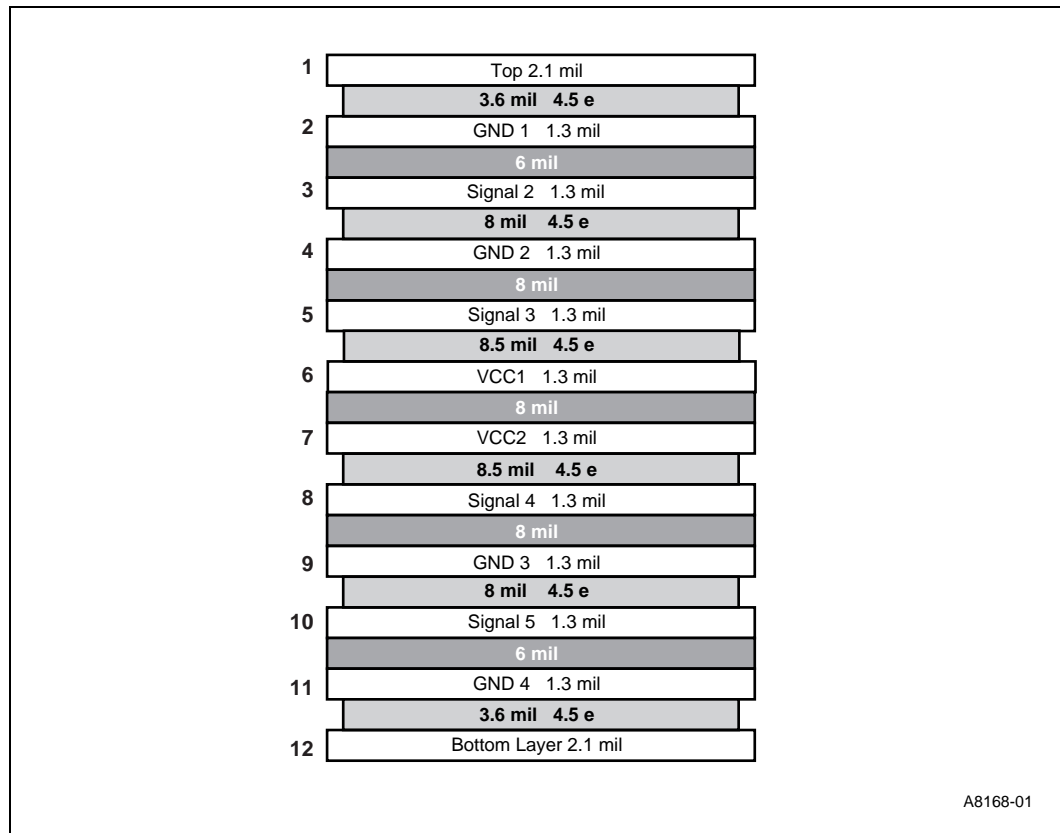 1 Top 2.1 mil
3.6 mil 4.5 e
2 GND 1 1.3 mil
6 mil
3 Signal 2 1.3 mil
8 mil 4.5 e
4 GND 2 1.3 mil
8 mil
5 Signal 3 1.3 mil
8.5 mil 4.5 e
6 VCC1 1.3 mil
8 mil
7 VCC2 1.3 mil
8.5 mil 4.5 e
8 Signal 4 1.3 mil
8 mil
9 GND 3 1.3 mil
8 mil 4.5 e
10 Signal 5 1.3 mil
6 mil
11 GND 4 1.3 mil
3.6 mil 4.5 e
12 Bottom Layer 2.1 mil
A8168-01